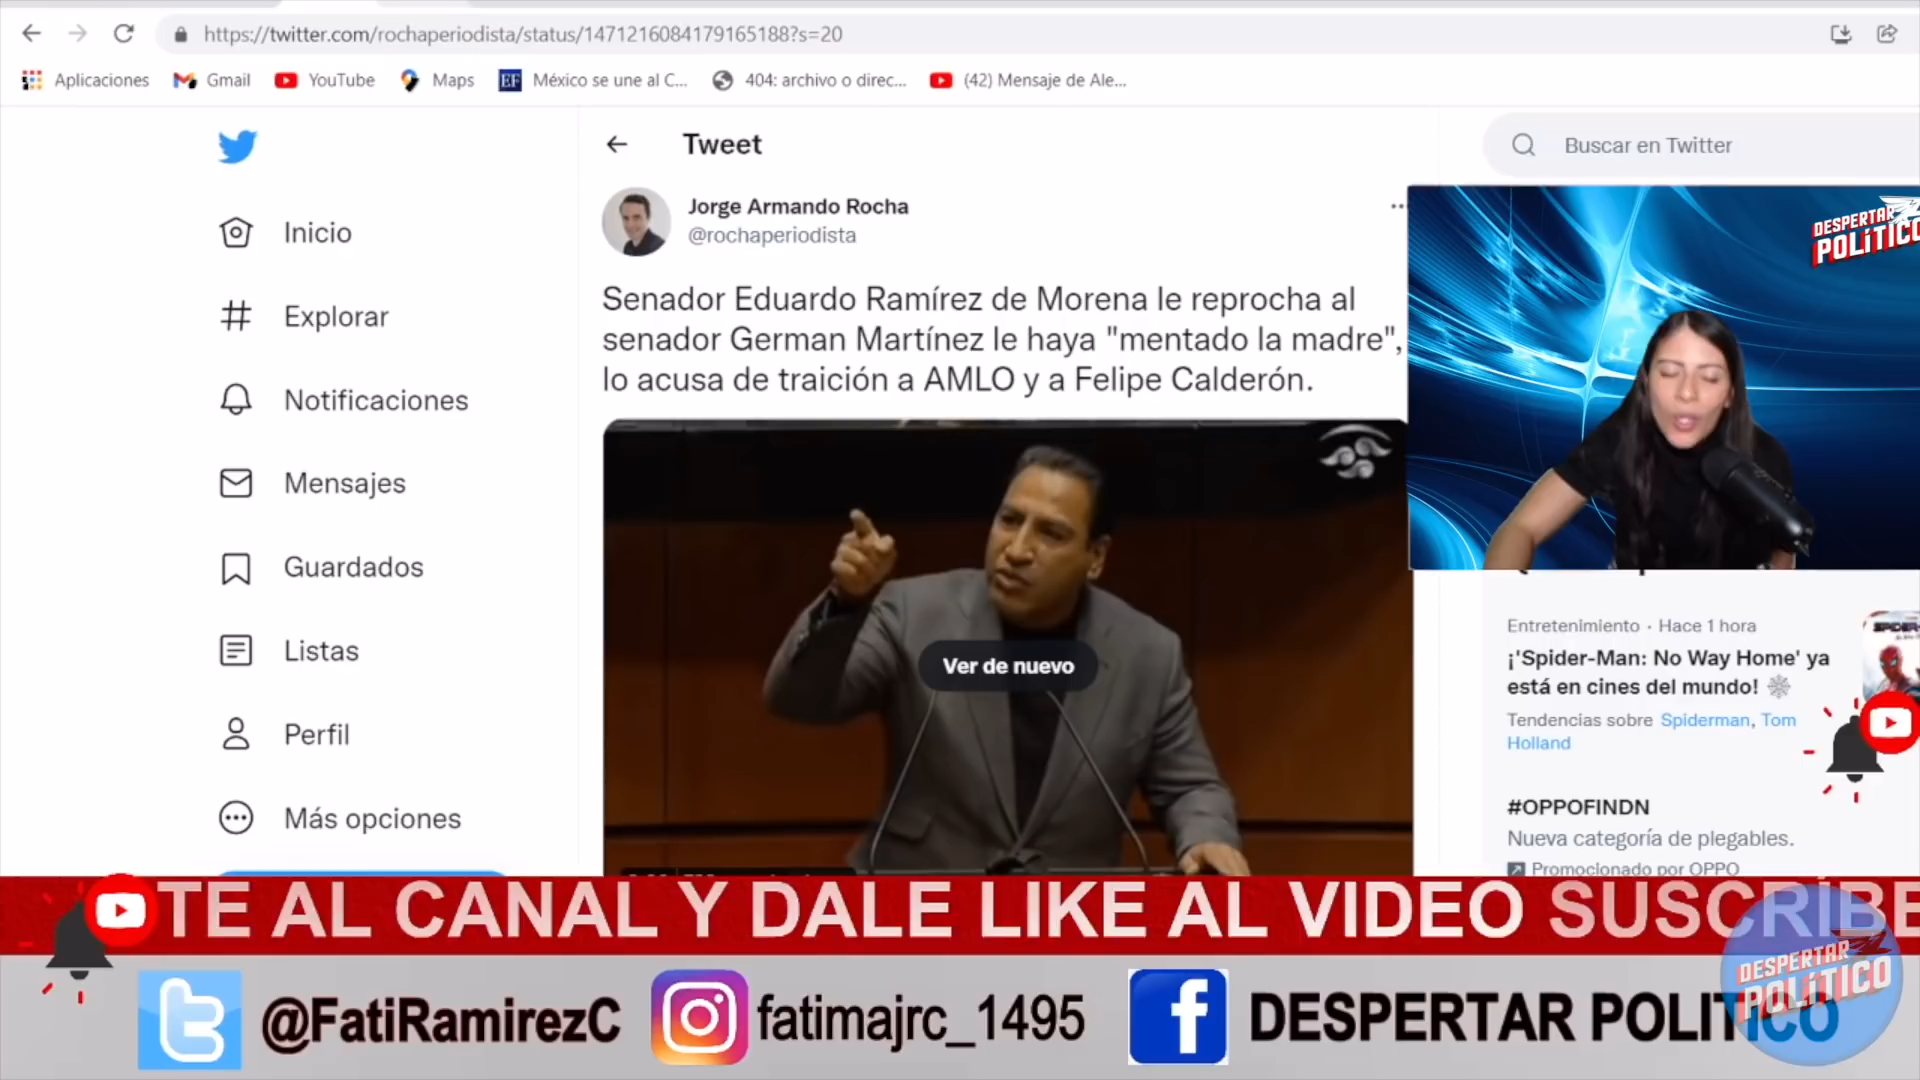 https://twitter.com/rochaperiodista/status/1471216084179165188?s=20
Aplicaciones
Gmail
YouTube
Maps
EF México se une al C...
404: archivo o direc...
(42) Mensaje de Ale...
Inicio
Explorar
Notificaciones
Mensajes
Guardados
Listas
Perfil
Más opciones
Tweet
Jorge Armando Rocha
@rochaperiodista
Senador Eduardo Ramírez de Morena le reprocha al
senador German Martínez le haya "mentado la madre",
lo acusa de traición a AMLO y a Felipe Calderón.
Ver de nuevo
Buscar en Twitter
DESPERTAR
POLíTICO
Entretenimiento · Hace 1 hora
¡'Spider-Man: No Way Home' ya
está en cines del mundo!
Tendencias sobre Spiderman, Tom
Holland
#OPPOFINDN
Nueva categoría de plegables.
Promocionado por OPPO
TE AL CANAL Y DALE LIKE AL VIDEO SUSCRÍBE
@FatiRamirezC
fatimajrc_1495
DESPERTAR POLITICO
DESPERTAR
POLíTICO